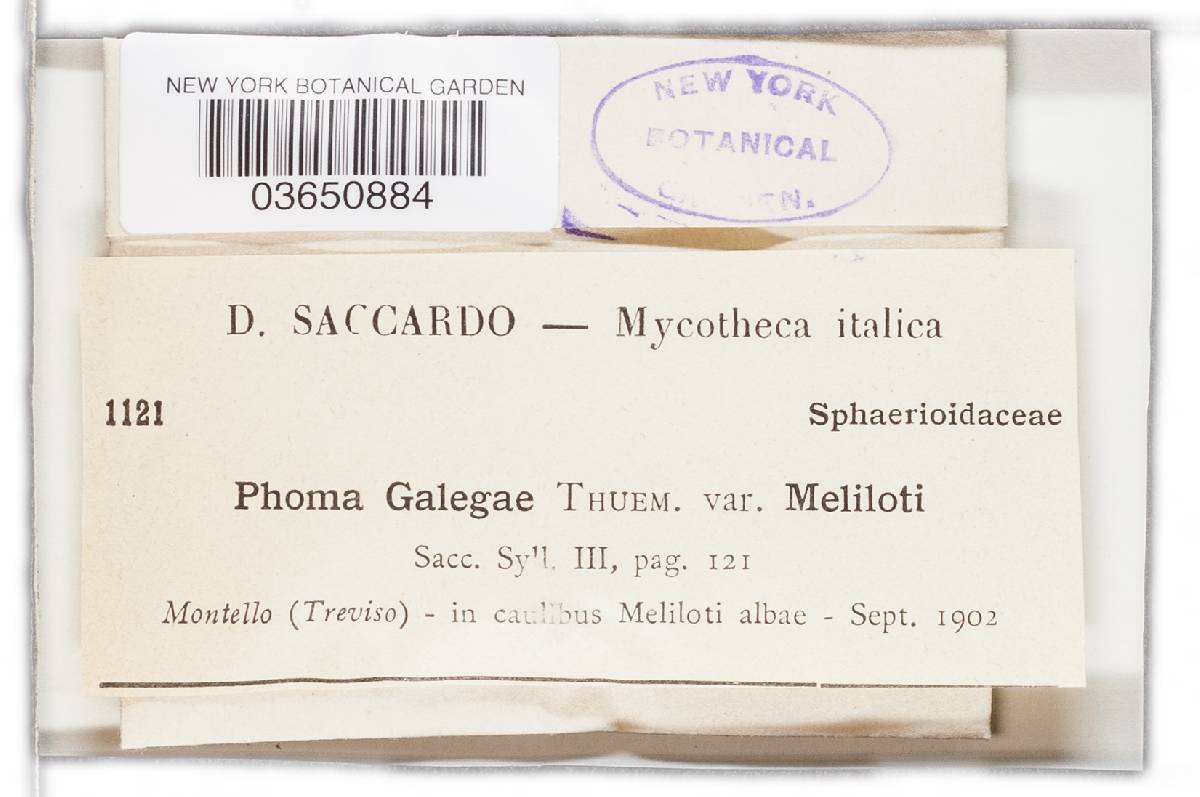 NEW YORK BOTANICAL GARDEN
03650884
NEW YORK
BOTANICAL
GARDEN.
D. SACCARDO — Mycotheca italica
1121
Sphaerioidaceae
Phoma Galegae THUEM. var. Meliloti
Sacc. Syll. III, pag. 121
Montello (Treviso) - in caulibus Meliloti albae - Sept. 1902